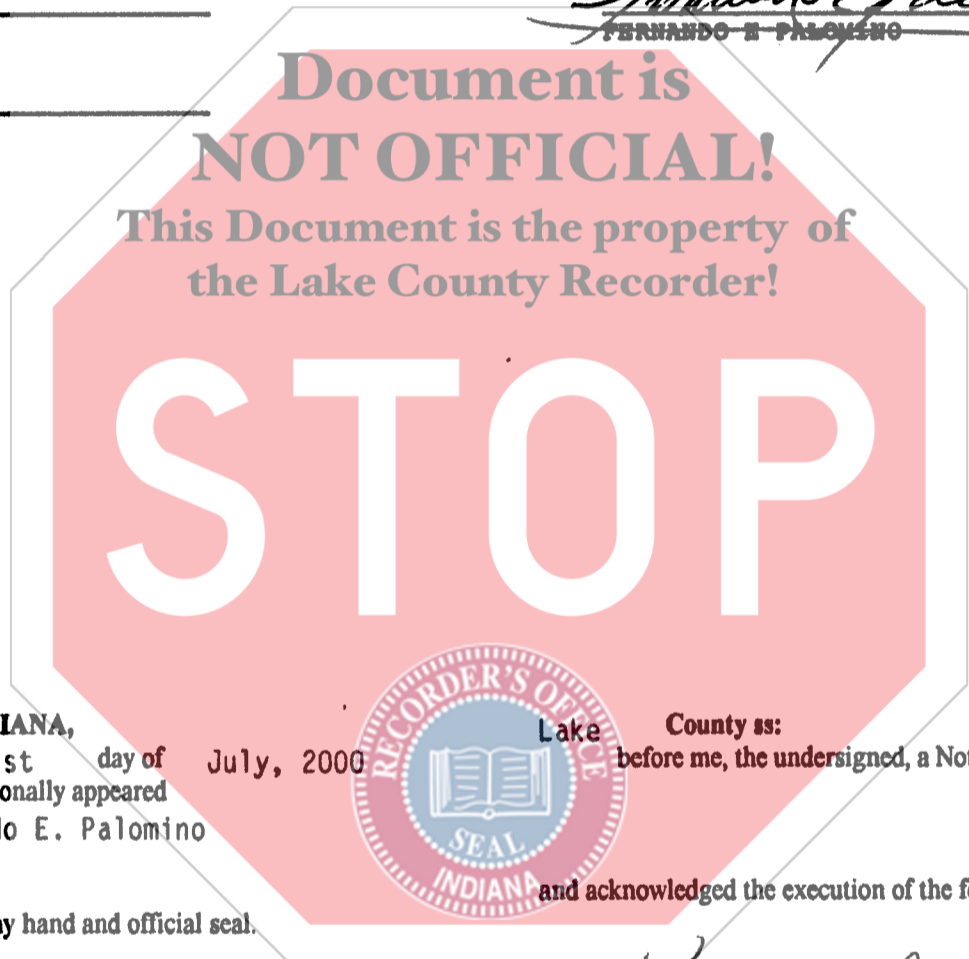 FERNANDO E PALOMINO
Document is
NOT OFFICIAL!
This Document is the property of
the Lake County Recorder!
STOP
RECORDER'S OFFICE
SEAL
INDIANA
IANA, Lake County ss:
st day of July, 2000 before me, the undersigned, a No
onally appeared
o E. Palomino
and acknowledged the execution of the f
y hand and official seal.